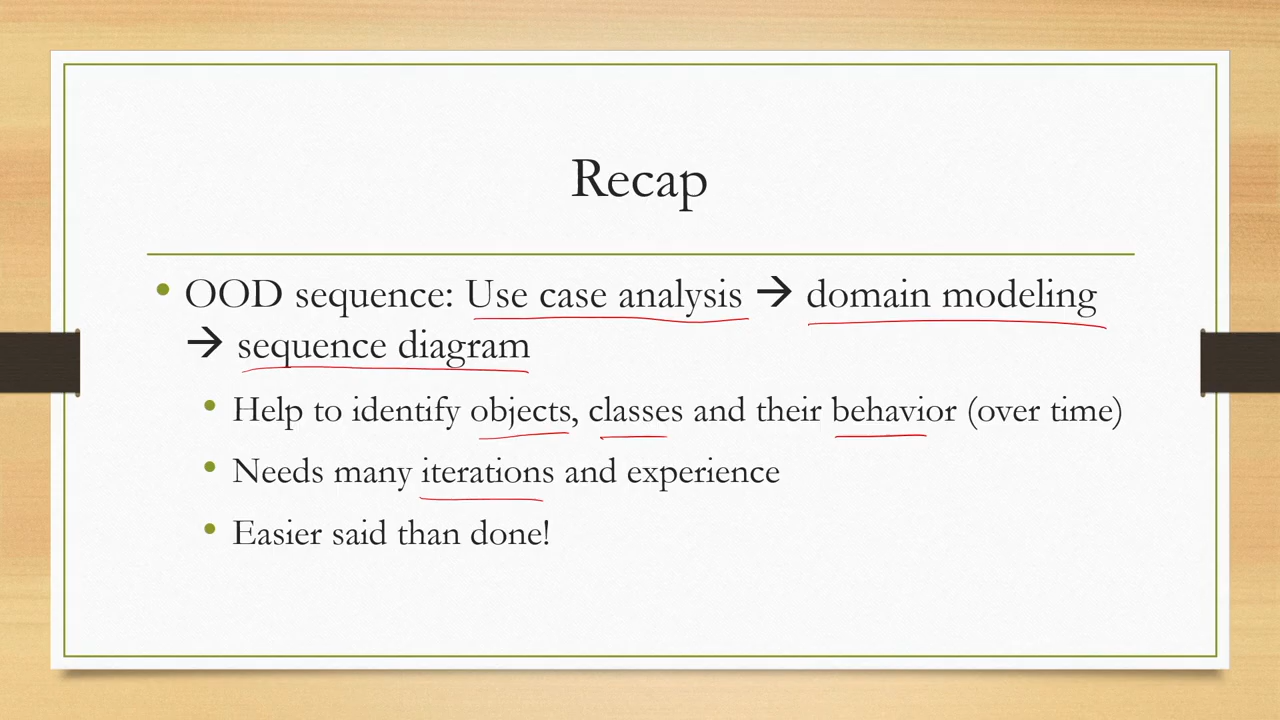 Recap
• OOD sequence: Use case analysis → domain modeling
→ sequence diagram
• Help to identify objects, classes and their behavior (over time)
• Needs many iterations and experience
• Easier said than done!